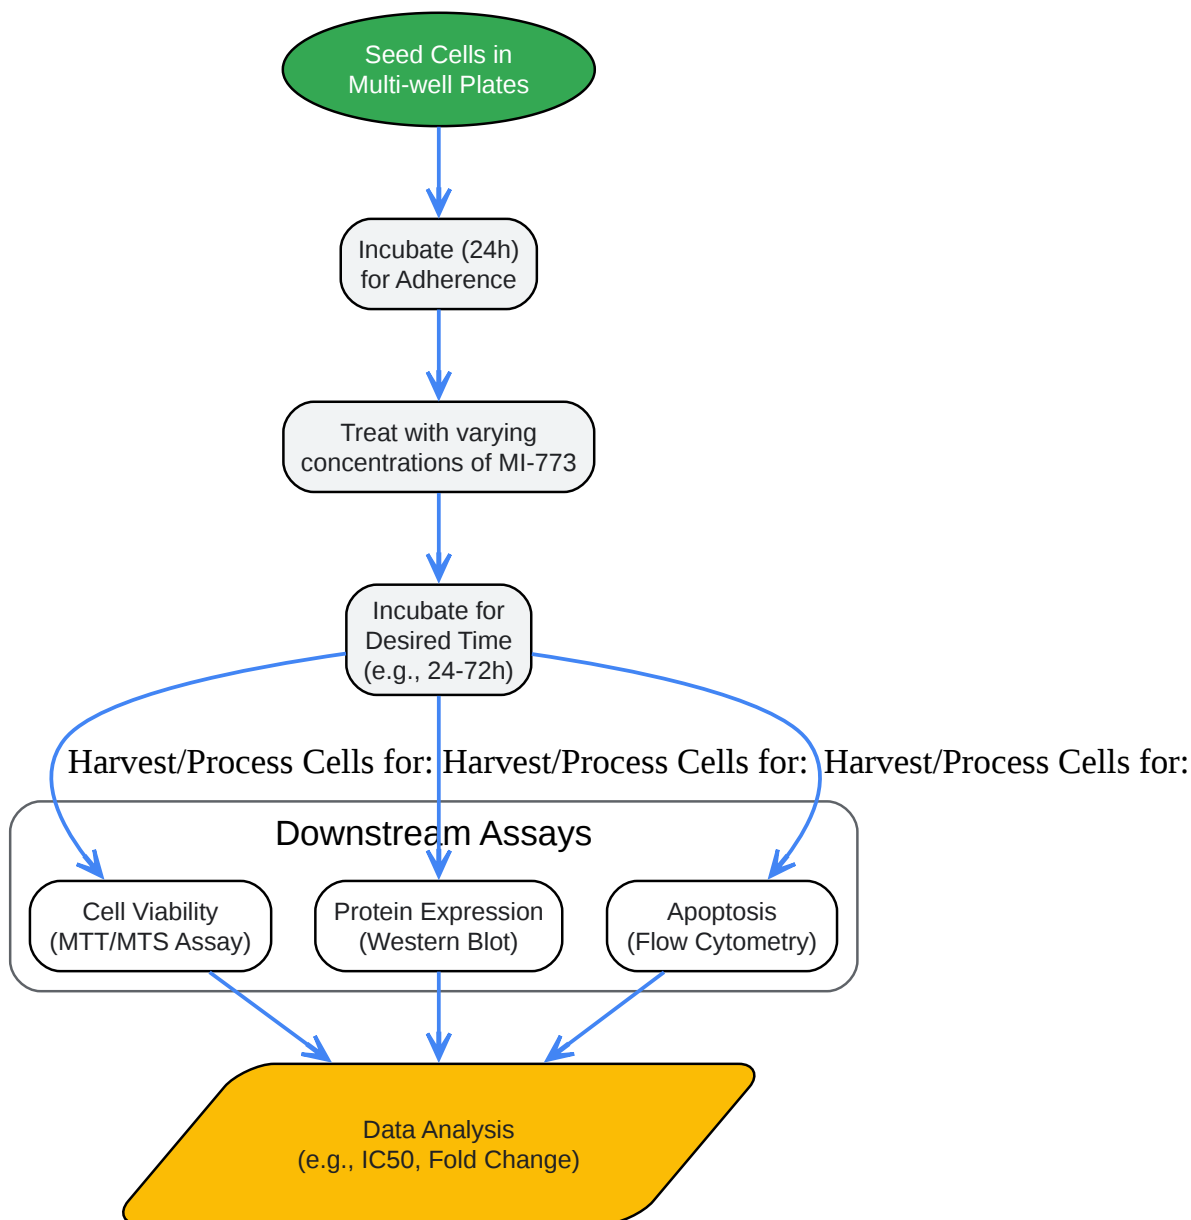 Seed Cells in
Multi-well Plates
Incubate (24h)
for Adherence
Treat with varying
concentrations of MI-773
Incubate for
Desired Time
(e.g., 24-72h)
Harvest/Process Cells for: Harvest/Process Cells for: Harvest/Process Cells for:
Downstream Assays
Cell Viability
(MTT/MTS Assay)
Protein Expression
(Western Blot)
Apoptosis
(Flow Cytometry)
Data Analysis
(e.g., IC50, Fold Change)